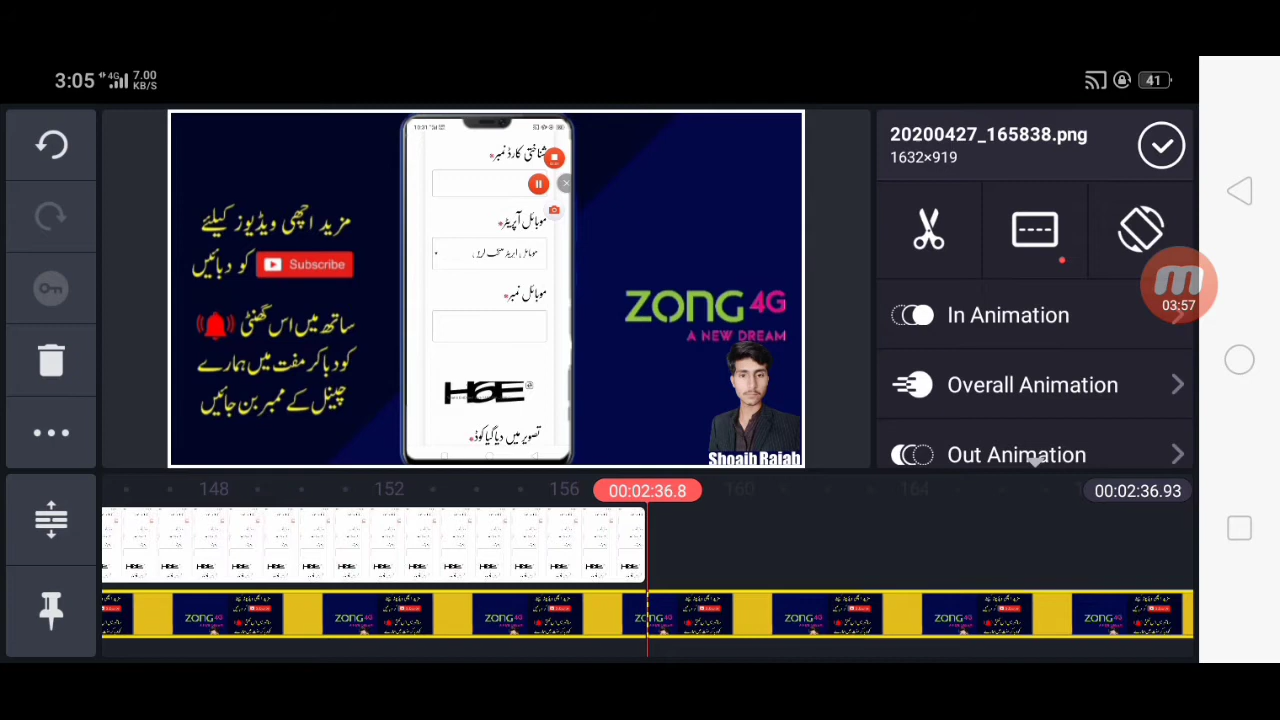 3:05
4G
7.00
KB/S
41
20200427_165838.png
1632×919
مزید اچھی ویڈیوز کیلئے
Subscribe کو دبائیں
ساتھ میں اس گھنٹی
کو دبا کر مفت میں ہمارے
چینل کے ممبر بن جائیں
شناختی کارڈ نمبر*
موبائل آپریٹر*
موبائل نمبر*
H6E
تصویر میں دیا گیا کوڈ*
ZONG 4G
A NEW DREAM
Shoaib Rajab
03:57
In Animation
Overall Animation
Out Animation
148
152
156
00:02:36.8
160
164
00:02:36.93